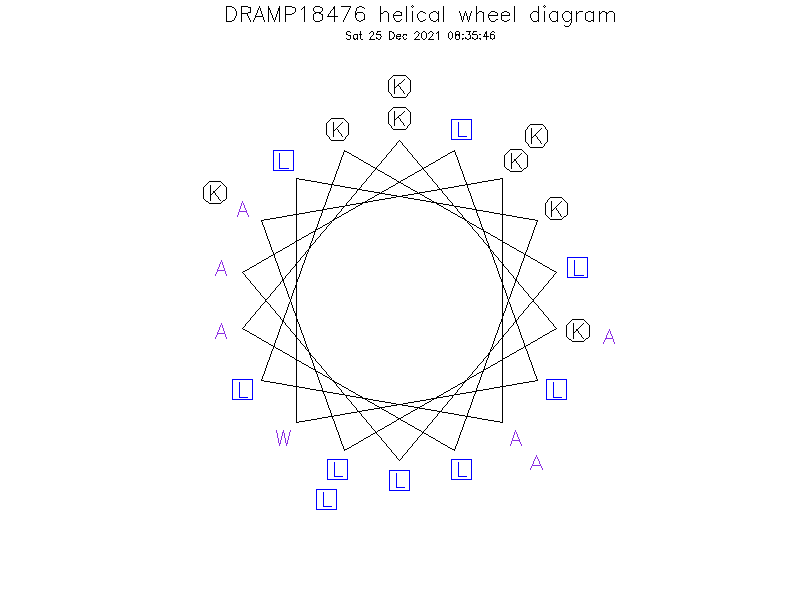 DRAMP18476 helical wheel diagram
Sat 25 Dec 2021 08:35:46
K
K
K L
K
L K
K
A K
A L
A K A
L L
W A
A
L L
L
L